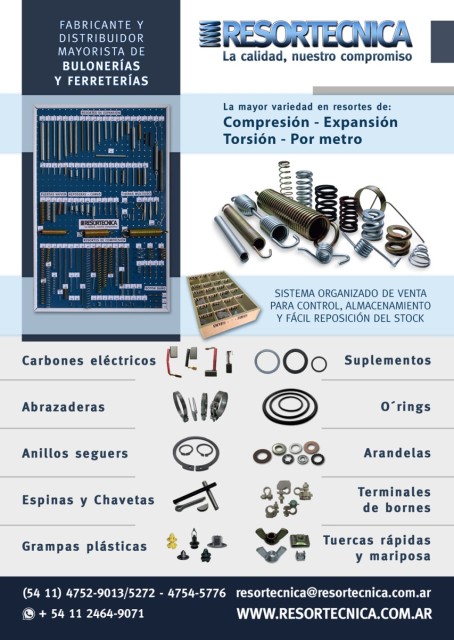 FABRICANTE Y
DISTRIBUIDOR
MAYORISTA DE
BULONERÍAS
Y FERRETERÍAS
RESORTECNICA
La calidad, nuestro compromiso
La mayor variedad en resortes de:
Compresión - Expansión
Torsión - Por metro
RESORTECNICA
SISTEMA ORGANIZADO DE VENTA
PARA CONTROL, ALMACENAMIENTO
Y FÁCIL REPOSICIÓN DEL STOCK
Carbones eléctricos
Suplementos
Abrazaderas
O´rings
Anillos seguers
Arandelas
Espinas y Chavetas
Terminales
de bornes
Grampas plásticas
Tuercas rápidas
y mariposa
(54 11) 4752-9013/5272 - 4754-5776
resortecnica@resortecnica.com.ar
+ 54 11 2464-9071
WWW.RESORTECNICA.COM.AR